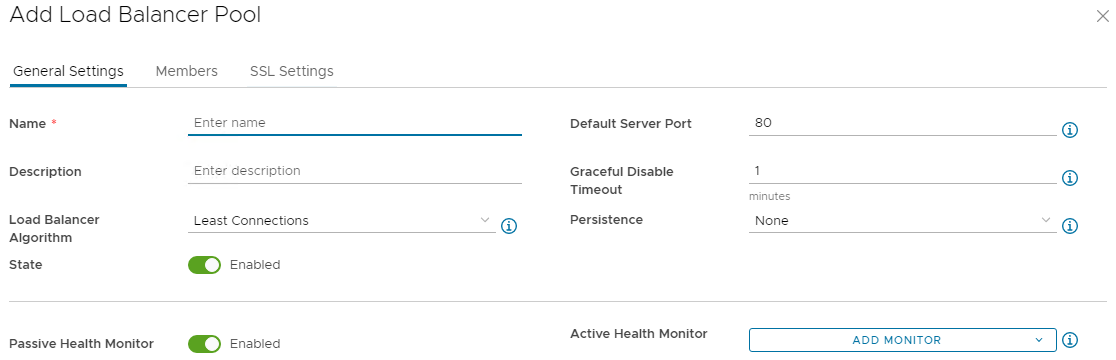 Add Load Balancer Pool
General Settings Members SSL Settings
Name * Enter name Default Server Port 80
Description Enter description Graceful Disable Timeout 1
minutes
Load Balancer Algorithm Least Connections Persistence None
State Enabled
Passive Health Monitor Enabled Active Health Monitor ADD MONITOR